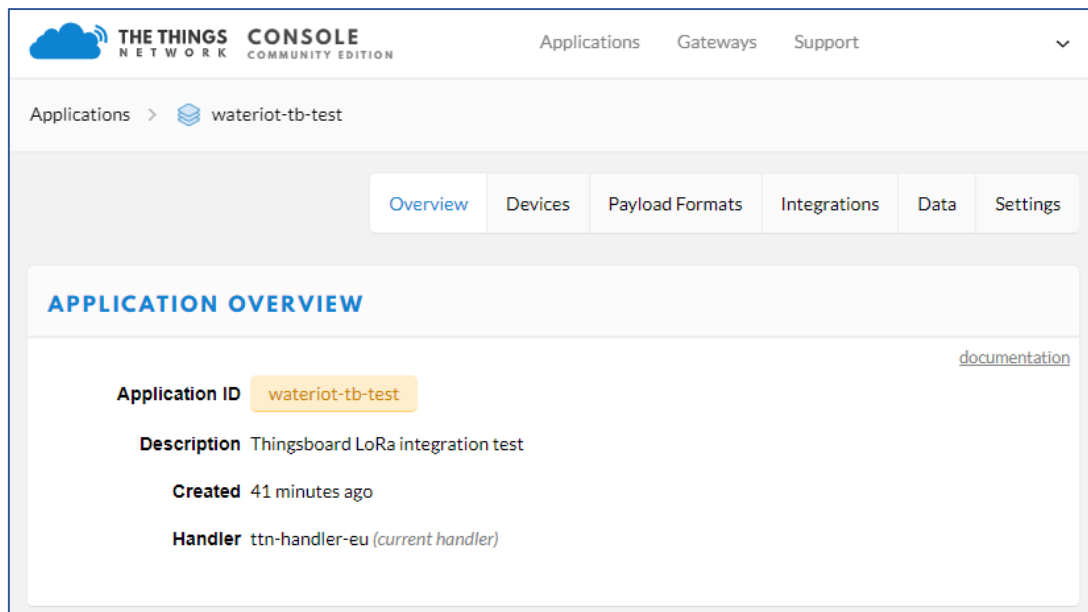 THE THINGS CONSOLE
NETWORK COMMUNITY EDITION
Applications Gateways Support
Applications > wateriot-tb-test
Overview Devices Payload Formats Integrations Data Settings
APPLICATION OVERVIEW
documentation
Application ID wateriot-tb-test
Description Thingsboard LoRa integration test
Created 41 minutes ago
Handler ttn-handler-eu (current handler)